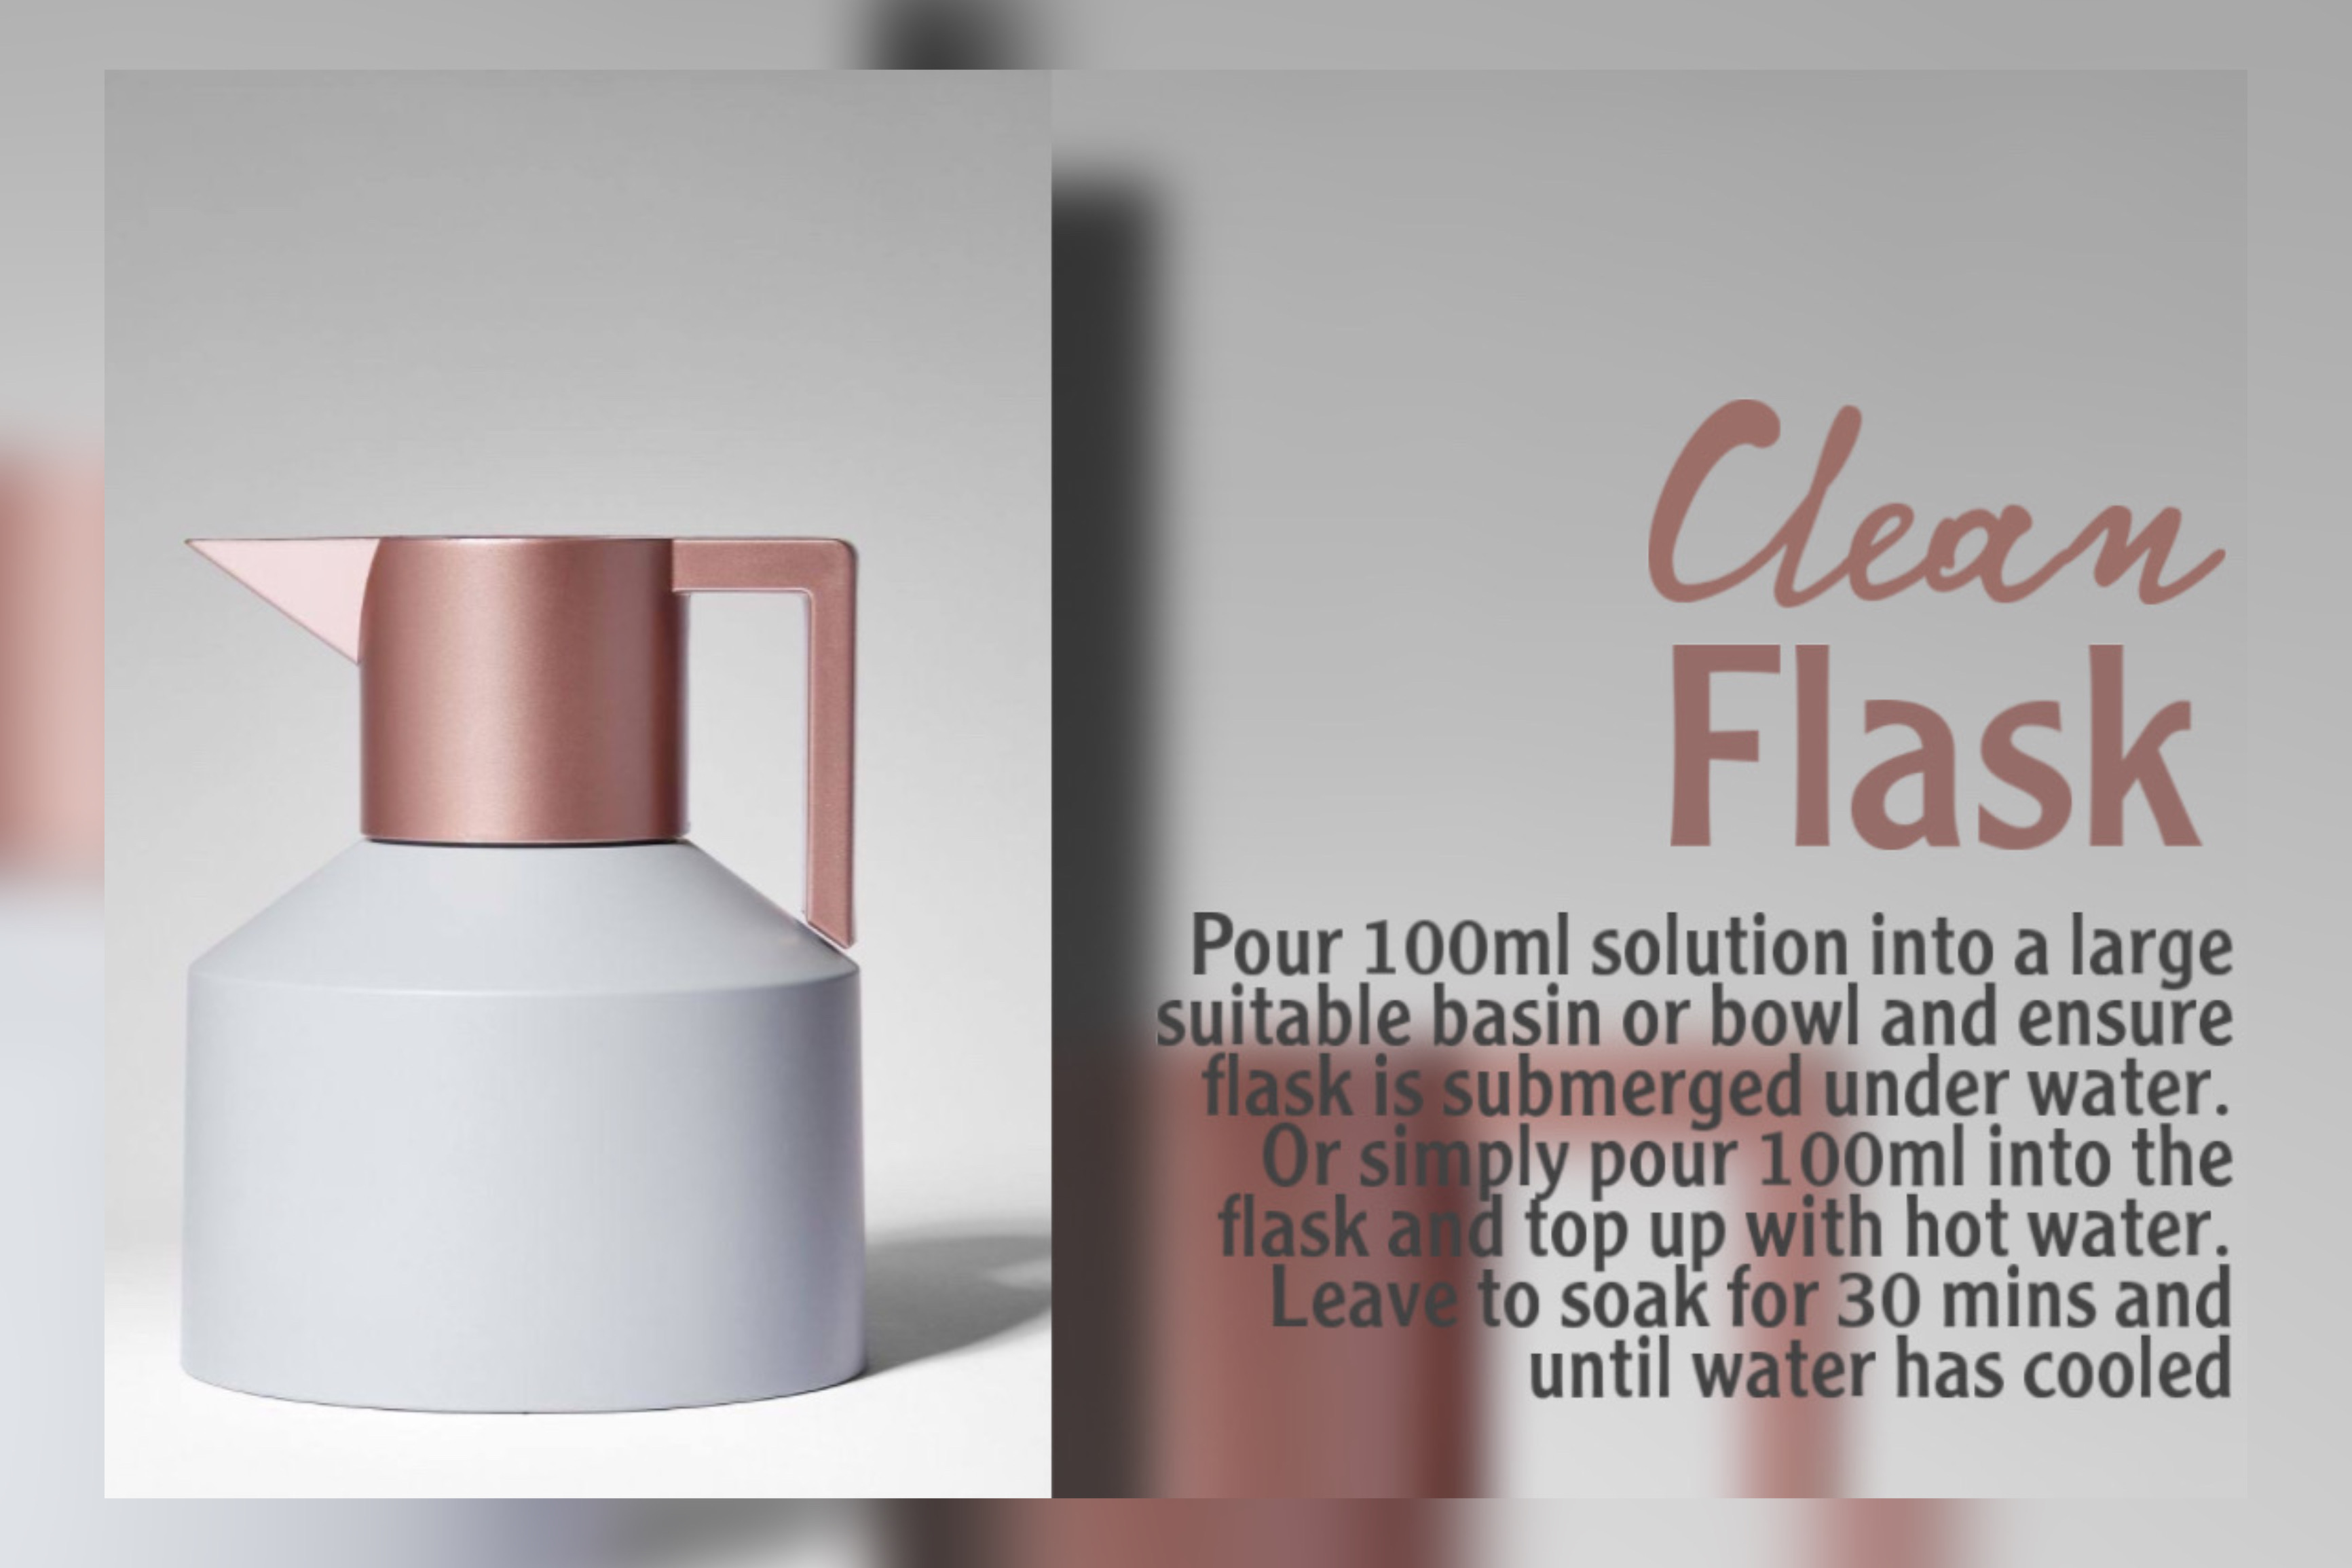 Clean
Flask
Pour 100ml solution into a large
suitable basin or bowl and ensure
flask is submerged under water.
Or simply pour 100ml into the
flask and top up with hot water.
Leave to soak for 30 mins and
until water has cooled